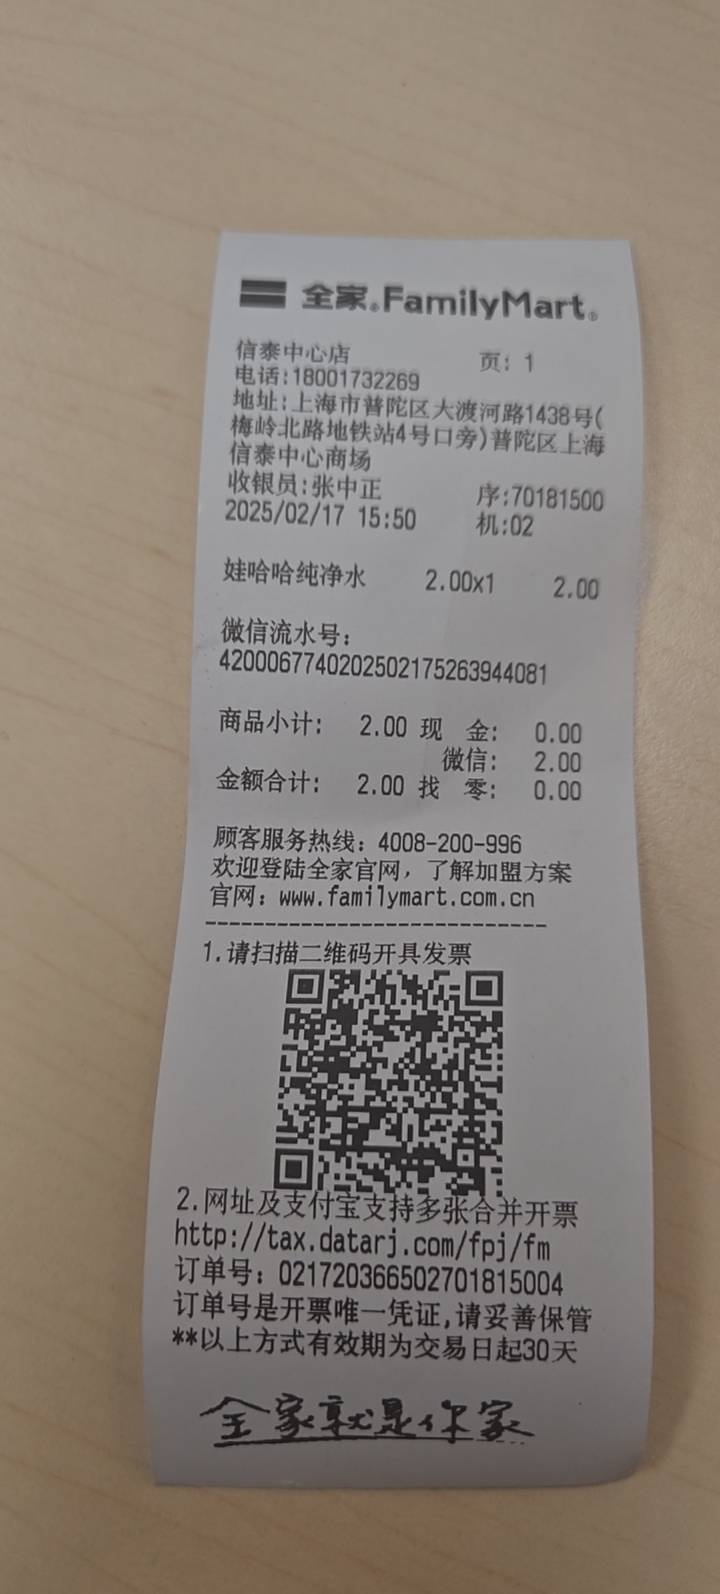 全家®FamilyMart®
信泰中心店 页: 1
电话:18001732269
地址:上海市普陀区大渡河路1438号(
梅岭北路地铁站4号口旁)普陀区上海
信泰中心商场
收银员:张中正 序:70181500
2025/02/17 15:50 机:02
娃哈哈纯净水 2.00x1 2.00
微信流水号:
4200067740202502175263944081
商品小计: 2.00 现 金: 0.00
微信: 2.00
金额合计: 2.00 找 零: 0.00
顾客服务热线: 4008-200-996
欢迎登陆全家官网, 了解加盟方案
官网: www.familymart.com.cn
----------------------------
1.请扫描二维码开具发票
2.网址及支付宝支持多张合并开票
http://tax.datarj.com/fpj/fm
订单号: 021720366502701815004
订单号是开票唯一凭证,请妥善保管
**以上方式有效期为交易日起30天
全家就是你家